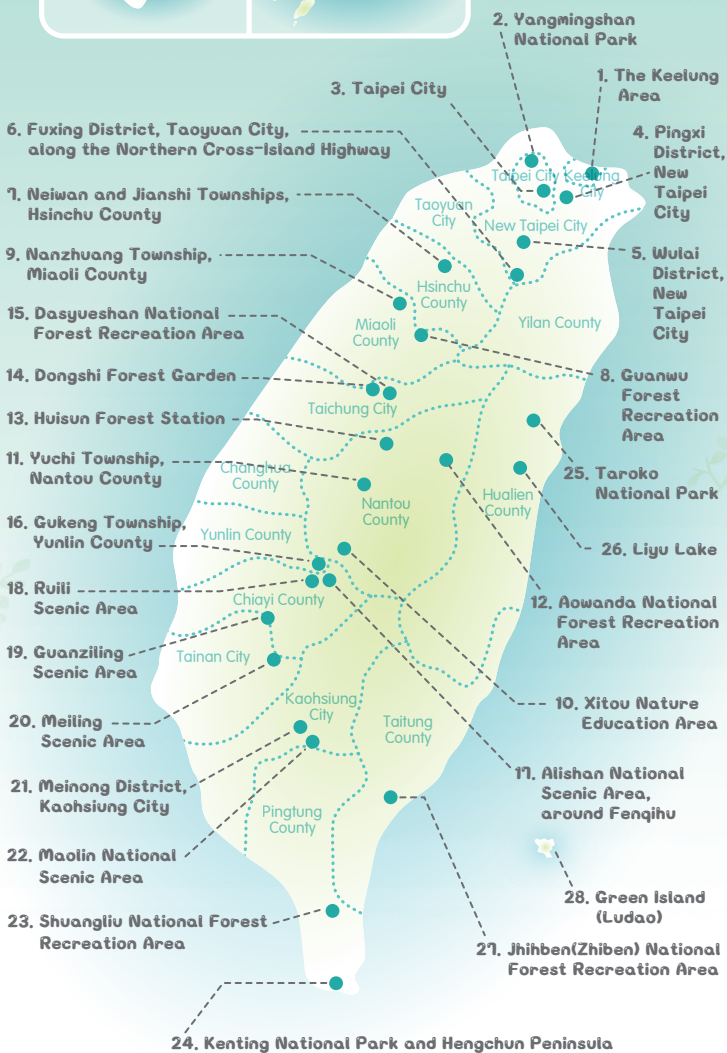 2. Yangmingshan
National Park
1. The Keelung
Area
3. Taipei City
4. Pingxi
District,
New
Taipei
City
6. Fuxing District, Taoyuan City,
along the Northern Cross-Island Highway
7. Neiwan and Jianshi Townships,
Hsinchu County
5. Wulai
District,
New
Taipei
City
9. Nanzhuang Township,
Miaoli County
15. Dasyueshan National
Forest Recreation Area
14. Dongshi Forest Garden
8. Guanwu
Forest
Recreation
Area
13. Huisun Forest Station
11. Yuchi Township,
Nantou County
25. Taroko
National Park
16. Gukeng Township,
Yunlin County
26. Liyu Lake
18. Ruili
Scenic Area
12. Aowanda National
Forest Recreation
Area
19. Guanziling
Scenic Area
20. Meiling
Scenic Area
10. Xitou Nature
Education Area
21. Meinong District,
Kaohsiung City
17. Alishan National
Scenic Area,
around Fenqihu
22. Maolin National
Scenic Area
28. Green Island
(Ludao)
23. Shuangliu National Forest
Recreation Area
27. Jhihben(Zhiben) National
Forest Recreation Area
24. Kenting National Park and Hengchun Peninsula
Taipei City
Keelung
City
Taoyuan
City
New Taipei City
Hsinchu
County
Yilan County
Miaoli
County
Taichung City
Changhua
County
Nantou
County
Hualien
County
Yunlin County
Chiayi County
Tainan City
Kaohsiung
City
Taitung
County
Pingtung
County